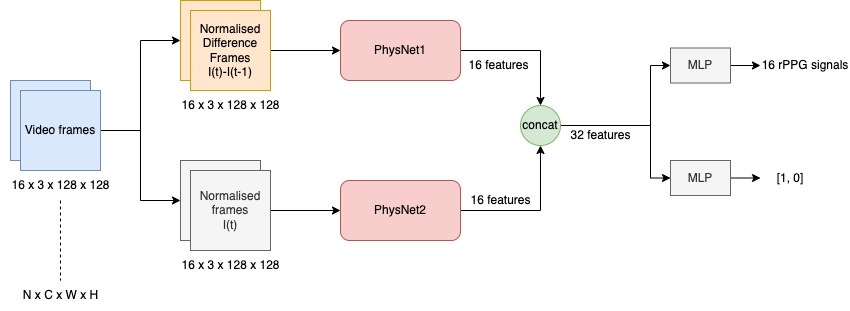 Normalised
Difference
Frames
I(t)-I(t-1)
16 x 3 x 128 x 128
PhysNet1
16 features
MLP
16 rPPG signals
Video frames
16 x 3 x 128 x 128
concat
32 features
Normalised
frames
I(t)
16 x 3 x 128 x 128
PhysNet2
16 features
MLP
[1, 0]
N x C x W x H